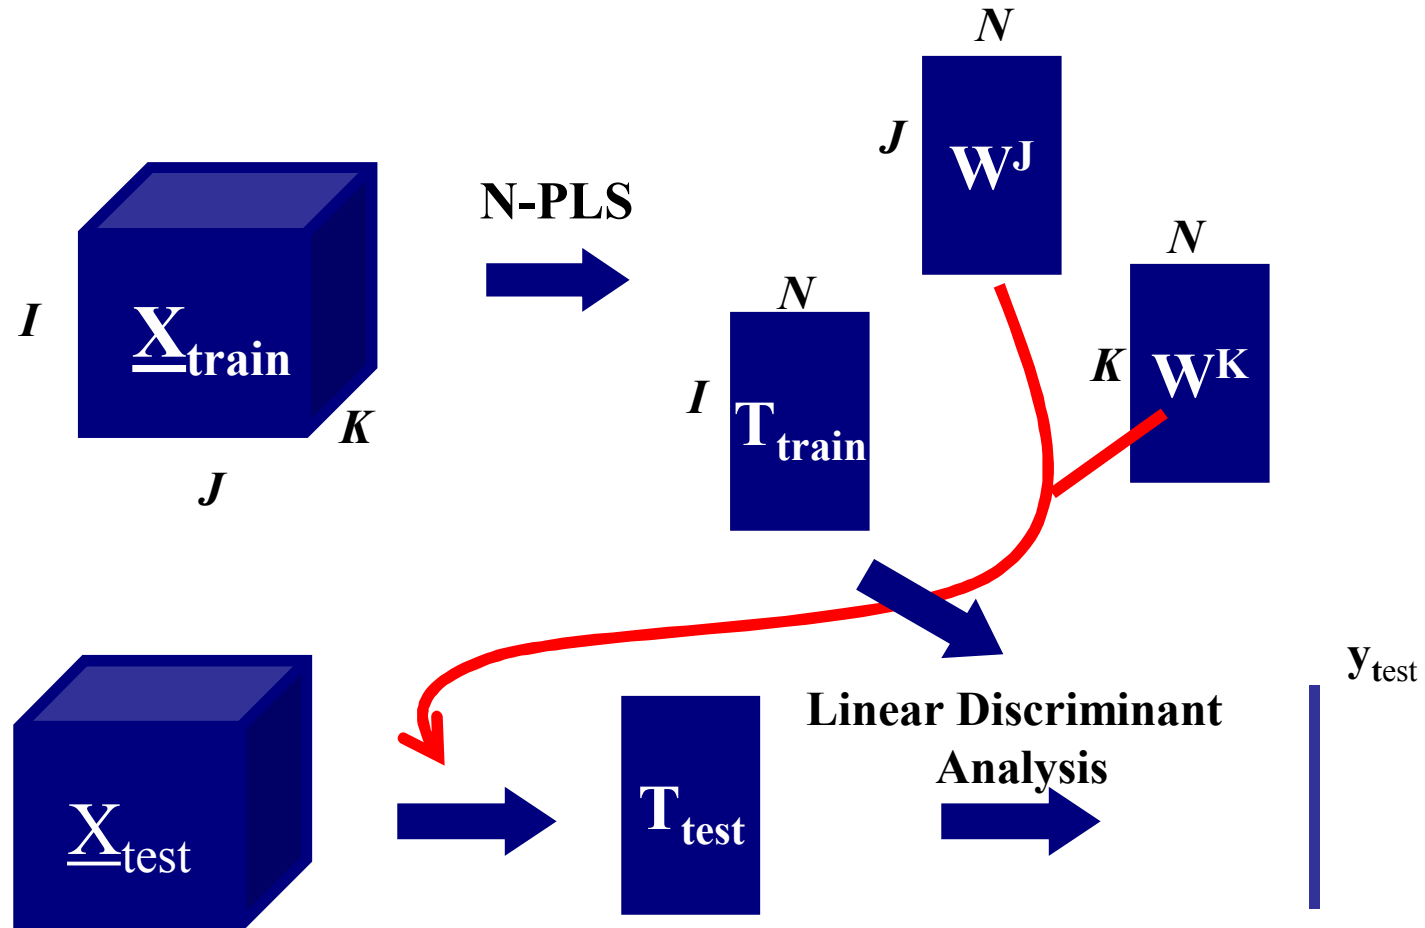 N
J
W^J
N-PLS
N
K
W^K
N
I
T_train
I
X_train
K
J
y_test
Linear Discriminant
Analysis
X_test
T_test